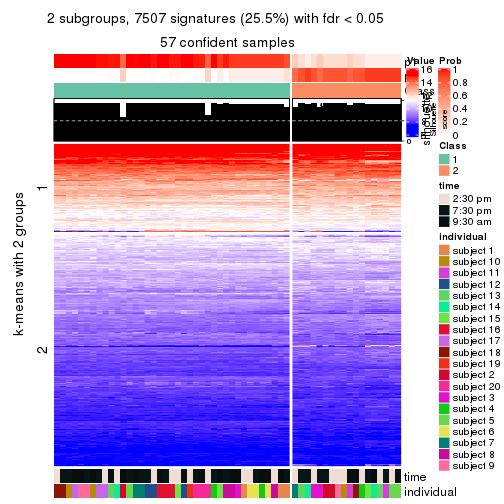 2 subgroups, 7507 signatures (25.5%) with fdr < 0.05
57 confident samples
k-means with 2 groups
1
2
Value
16
14
8
0
Prob
1
0.8
0.6
0.4
0.2
0
silhouette
score
Class
1
2
time
2:30 pm
7:30 pm
9:30 am
individual
subject 1
subject 10
subject 11
subject 12
subject 13
subject 14
subject 15
subject 16
subject 17
subject 18
subject 19
subject 2
subject 20
subject 3
subject 4
subject 5
subject 6
subject 7
subject 8
subject 9
time
individual